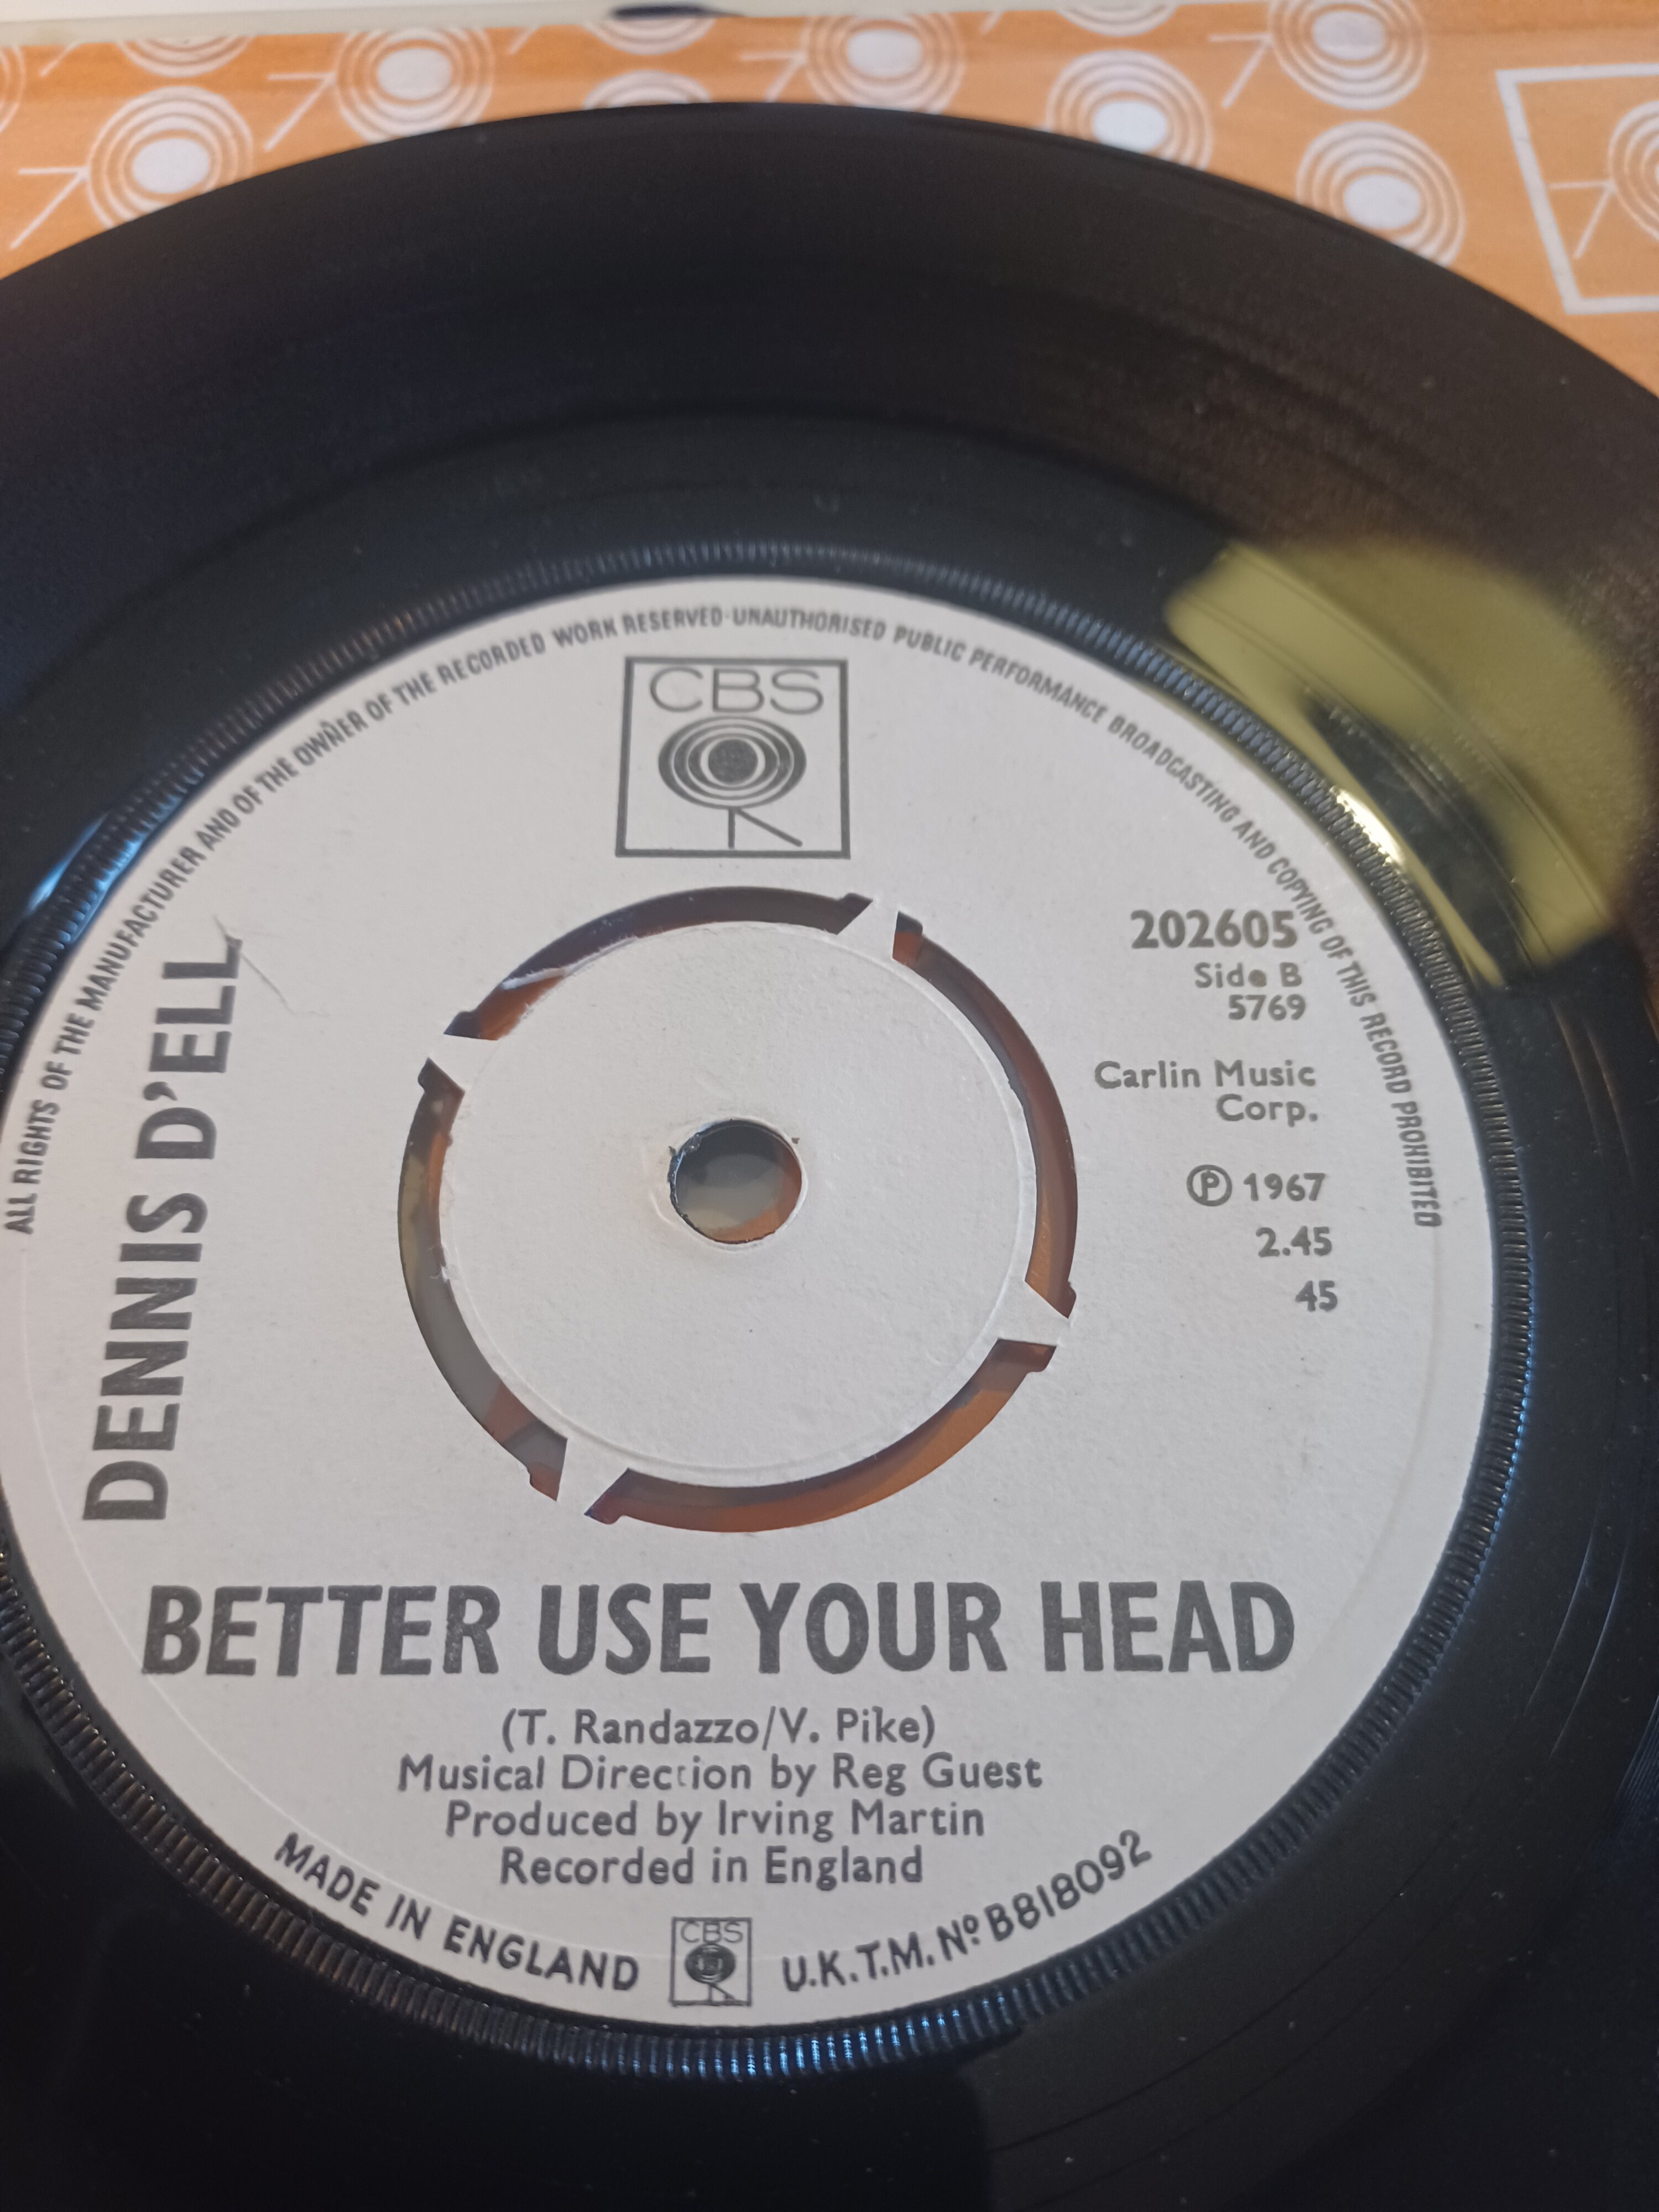 ALL RIGHTS OF THE MANUFACTURER AND OF THE OWNER OF THE RECORDED WORK RESERVED·UNAUTHORISED PUBLIC PERFORMANCE BROADCASTING AND COPYING OF THIS RECORD PROHIBITED
CBS
202605
Side B
5769
Carlin Music
Corp.
Ⓟ 1967
2.45
45
DENNIS D'ELL
BETTER USE YOUR HEAD
(T. Randazzo/V. Pike)
Musical Direction by Reg Guest
Produced by Irving Martin
Recorded in England
MADE IN ENGLAND
CBS
U.K.T.M. Nº B818092